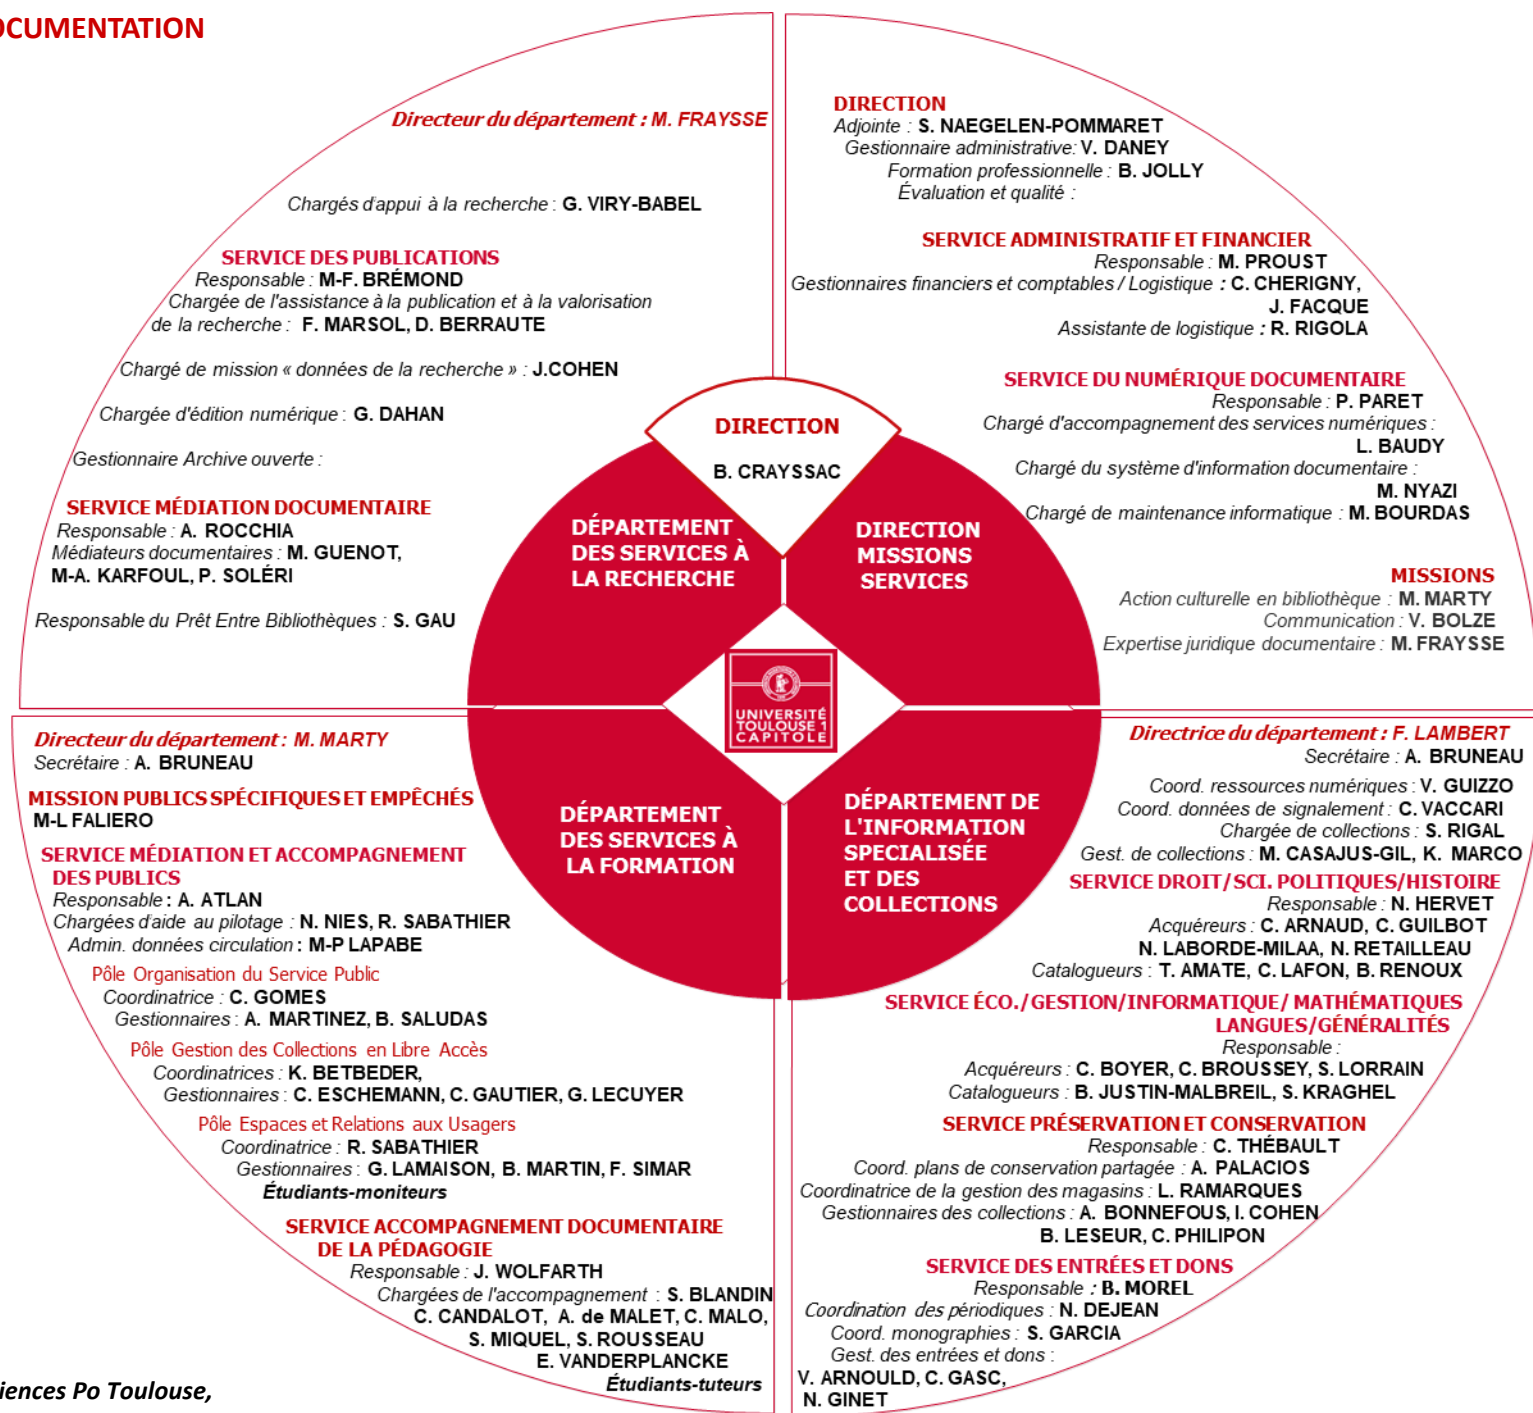 OCUMENTATION
Directeur du département : M. FRAYSSE
Chargés d'appui à la recherche : G. VIRY-BABEL
SERVICE DES PUBLICATIONS
Responsable : M-F. BRÉMOND
Chargée de l'assistance à la publication et à la valorisation
de la recherche : F. MARSOL, D. BERRAUTE
Chargé de mission « données de la recherche » : J.COHEN
Chargée d'édition numérique : G. DAHAN
Gestionnaire Archive ouverte :
SERVICE MÉDIATION DOCUMENTAIRE
Responsable : A. ROCCHIA
Médiateurs documentaires : M. GUENOT,
M-A. KARFOUL, P. SOLÉRI
Responsable du Prêt Entre Bibliothèques : S. GAU
DIRECTION
Adjointe : S. NAEGELEN-POMMARET
Gestionnaire administrative: V. DANEY
Formation professionnelle : B. JOLLY
Évaluation et qualité :
SERVICE ADMINISTRATIF ET FINANCIER
Responsable : M. PROUST
Gestionnaires financiers et comptables / Logistique : C. CHERIGNY,
J. FACQUE
Assistante de logistique : R. RIGOLA
SERVICE DU NUMÉRIQUE DOCUMENTAIRE
Responsable : P. PARET
Chargé d'accompagnement des services numériques :
L. BAUDY
Chargé du système d'information documentaire :
M. NYAZI
Chargé de maintenance informatique : M. BOURDAS
MISSIONS
Action culturelle en bibliothèque : M. MARTY
Communication : V. BOLZE
Expertise juridique documentaire : M. FRAYSSE
DIRECTION
B. CRAYSSAC
DÉPARTEMENT
DES SERVICES À
LA RECHERCHE
DIRECTION
MISSIONS
SERVICES
UNIVERSITÉ
TOULOUSE 1
CAPITOLE
DÉPARTEMENT
DES SERVICES À
LA FORMATION
DÉPARTEMENT DE
L'INFORMATION
SPECIALISÉE
ET DES
COLLECTIONS
Directeur du département : M. MARTY
Secrétaire : A. BRUNEAU
MISSION PUBLICS SPÉCIFIQUES ET EMPÊCHÉS
M-L FALIERO
SERVICE MÉDIATION ET ACCOMPAGNEMENT
DES PUBLICS
Responsable : A. ATLAN
Chargées d'aide au pilotage : N. NIES, R. SABATHIER
Admin. données circulation : M-P LAPABE
Pôle Organisation du Service Public
Coordinatrice : C. GOMES
Gestionnaires : A. MARTINEZ, B. SALUDAS
Pôle Gestion des Collections en Libre Accès
Coordinatrices : K. BETBEDER,
Gestionnaires : C. ESCHEMANN, C. GAUTIER, G. LECUYER
Pôle Espaces et Relations aux Usagers
Coordinatrice : R. SABATHIER
Gestionnaires : G. LAMAISON, B. MARTIN, F. SIMAR
Étudiants-moniteurs
SERVICE ACCOMPAGNEMENT DOCUMENTAIRE
DE LA PÉDAGOGIE
Responsable : J. WOLFARTH
Chargées de l'accompagnement : S. BLANDIN
C. CANDALOT, A. de MALET, C. MALO,
S. MIQUEL, S. ROUSSEAU
E. VANDERPLANCKE
Étudiants-tuteurs
Directrice du département : F. LAMBERT
Secrétaire : A. BRUNEAU
Coord. ressources numériques : V. GUIZZO
Coord. données de signalement : C. VACCARI
Chargée de collections : S. RIGAL
Gest. de collections : M. CASAJUS-GIL, K. MARCO
SERVICE DROIT/SCI. POLITIQUES/HISTOIRE
Responsable : N. HERVET
Acquéreurs : C. ARNAUD, C. GUILBOT
N. LABORDE-MILAA, N. RETAILLEAU
Catalogueurs : T. AMATE, C. LAFON, B. RENOUX
SERVICE ÉCO./GESTION/INFORMATIQUE/ MATHÉMATIQUES
LANGUES/GÉNÉRALITÉS
Responsable :
Acquéreurs : C. BOYER, C. BROUSSEY, S. LORRAIN
Catalogueurs : B. JUSTIN-MALBREIL, S. KRAGHEL
SERVICE PRÉSERVATION ET CONSERVATION
Responsable : C. THÉBAULT
Coord. plans de conservation partagée : A. PALACIOS
Coordinatrice de la gestion des magasins : L. RAMARQUES
Gestionnaires des collections : A. BONNEFOUS, I. COHEN
B. LESEUR, C. PHILIPON
SERVICE DES ENTRÉES ET DONS
Responsable : B. MOREL
Coordination des périodiques : N. DEJEAN
Coord. monographies : S. GARCIA
Gest. des entrées et dons :
V. ARNOULD, C. GASC,
N. GINET
iences Po Toulouse,